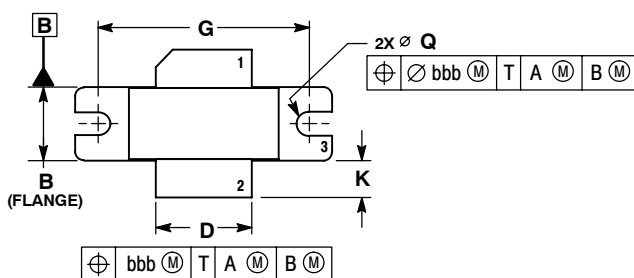 B
G
2X ⌀ Q
⌖ ⌀ bbb Ⓜ T A Ⓜ B Ⓜ
1
3
B
(FLANGE)
K
2
D
⌖ bbb Ⓜ T A Ⓜ B Ⓜ